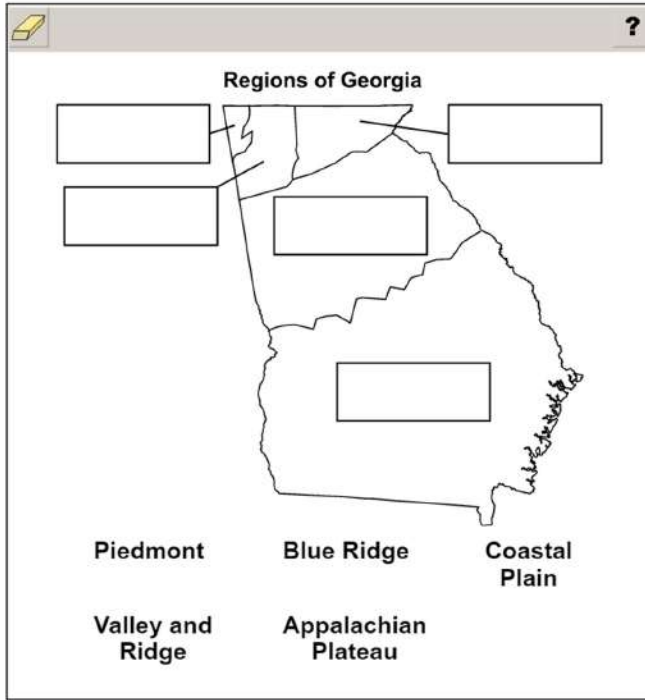 ?
Regions of Georgia
Piedmont
Blue Ridge
Coastal
Plain
Valley and
Ridge
Appalachian
Plateau